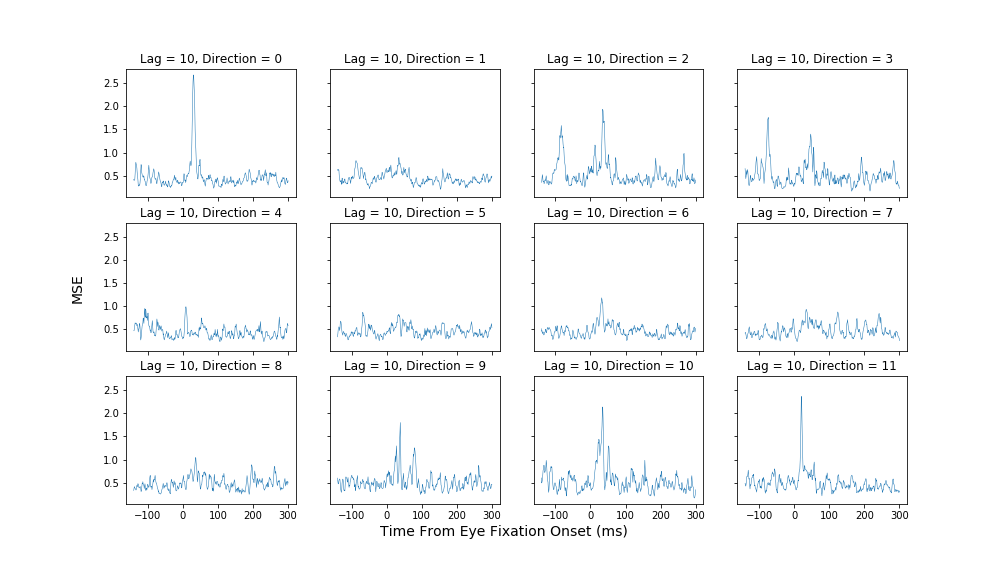 Lag = 10, Direction = 0
Lag = 10, Direction = 1
Lag = 10, Direction = 2
Lag = 10, Direction = 3
2.5
2.0
1.5
1.0
0.5
Lag = 10, Direction = 4
Lag = 10, Direction = 5
Lag = 10, Direction = 6
Lag = 10, Direction = 7
MSE
2.5
2.0
1.5
1.0
0.5
Lag = 10, Direction = 8
Lag = 10, Direction = 9
Lag = 10, Direction = 10
Lag = 10, Direction = 11
2.5
2.0
1.5
1.0
0.5
−100 0 100 200 300
−100 0 100 200 300
−100 0 100 200 300
−100 0 100 200 300
Time From Eye Fixation Onset (ms)